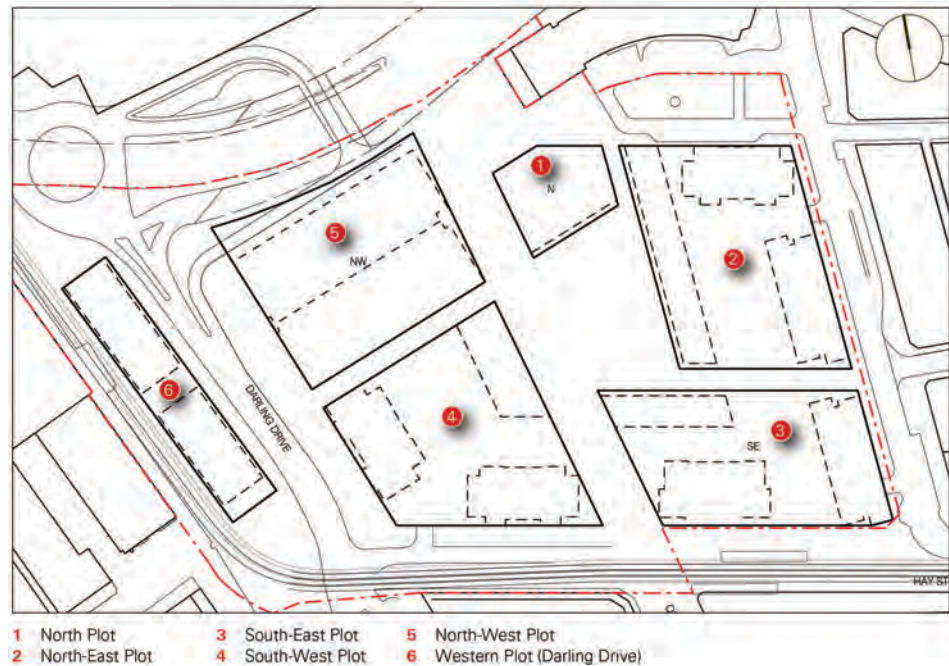 1
N
5
NW
2
6
DARLING DRIVE
4
3
SE
HAY ST
1 North Plot 3 South-East Plot 5 North-West Plot
2 North-East Plot 4 South-West Plot 6 Western Plot (Darling Drive)